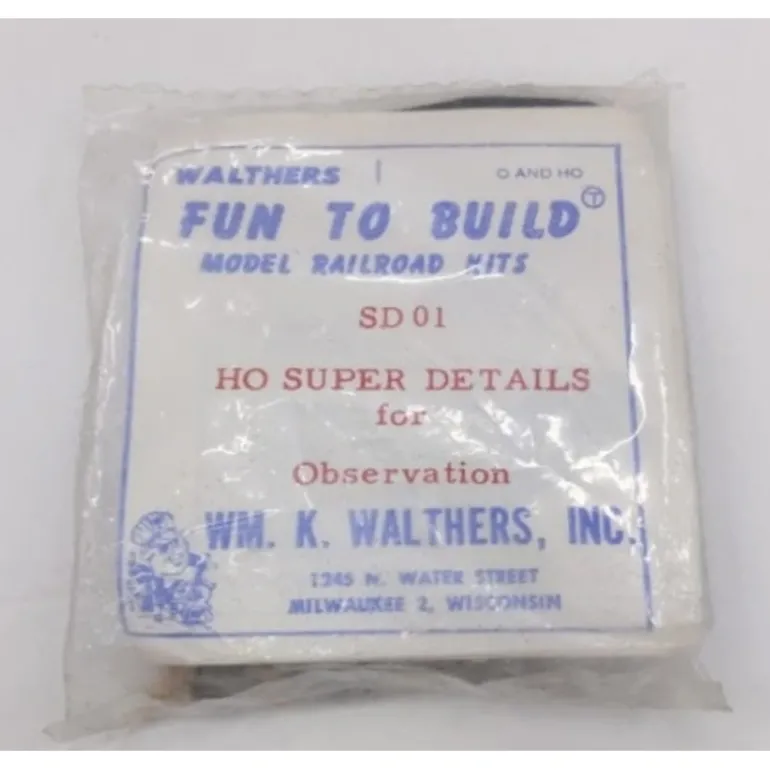 WALTHERS O AND HO
FUN TO BUILD Ⓣ
MODEL RAILROAD KITS
SD 01
HO SUPER DETAILS
for
Observation
WM. K. WALTHERS, INC.
1245 N. WATER STREET
MILWAUKEE 2, WISCONSIN